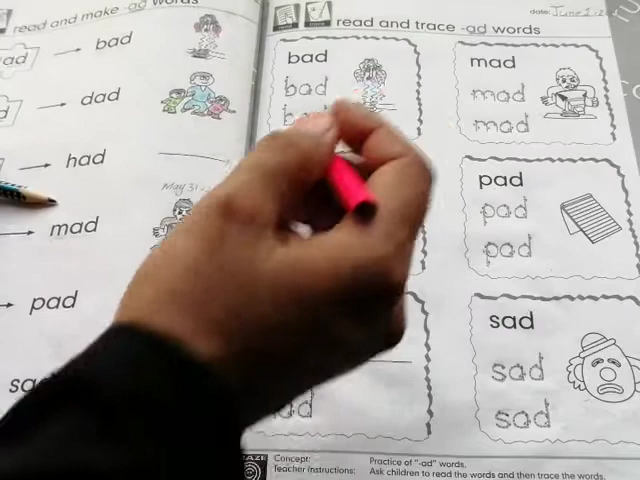 read and make -ad words
ad
bad
dad
had
May 31
mad
pad
read and trace -ad words
date: June 1
bad
bad
mad
mad
mad
pad
pad
pad
sad
sad
sad
Concept: Practice of "-ad" words.
Teacher instructions: Ask children to read the words and then trace the words.